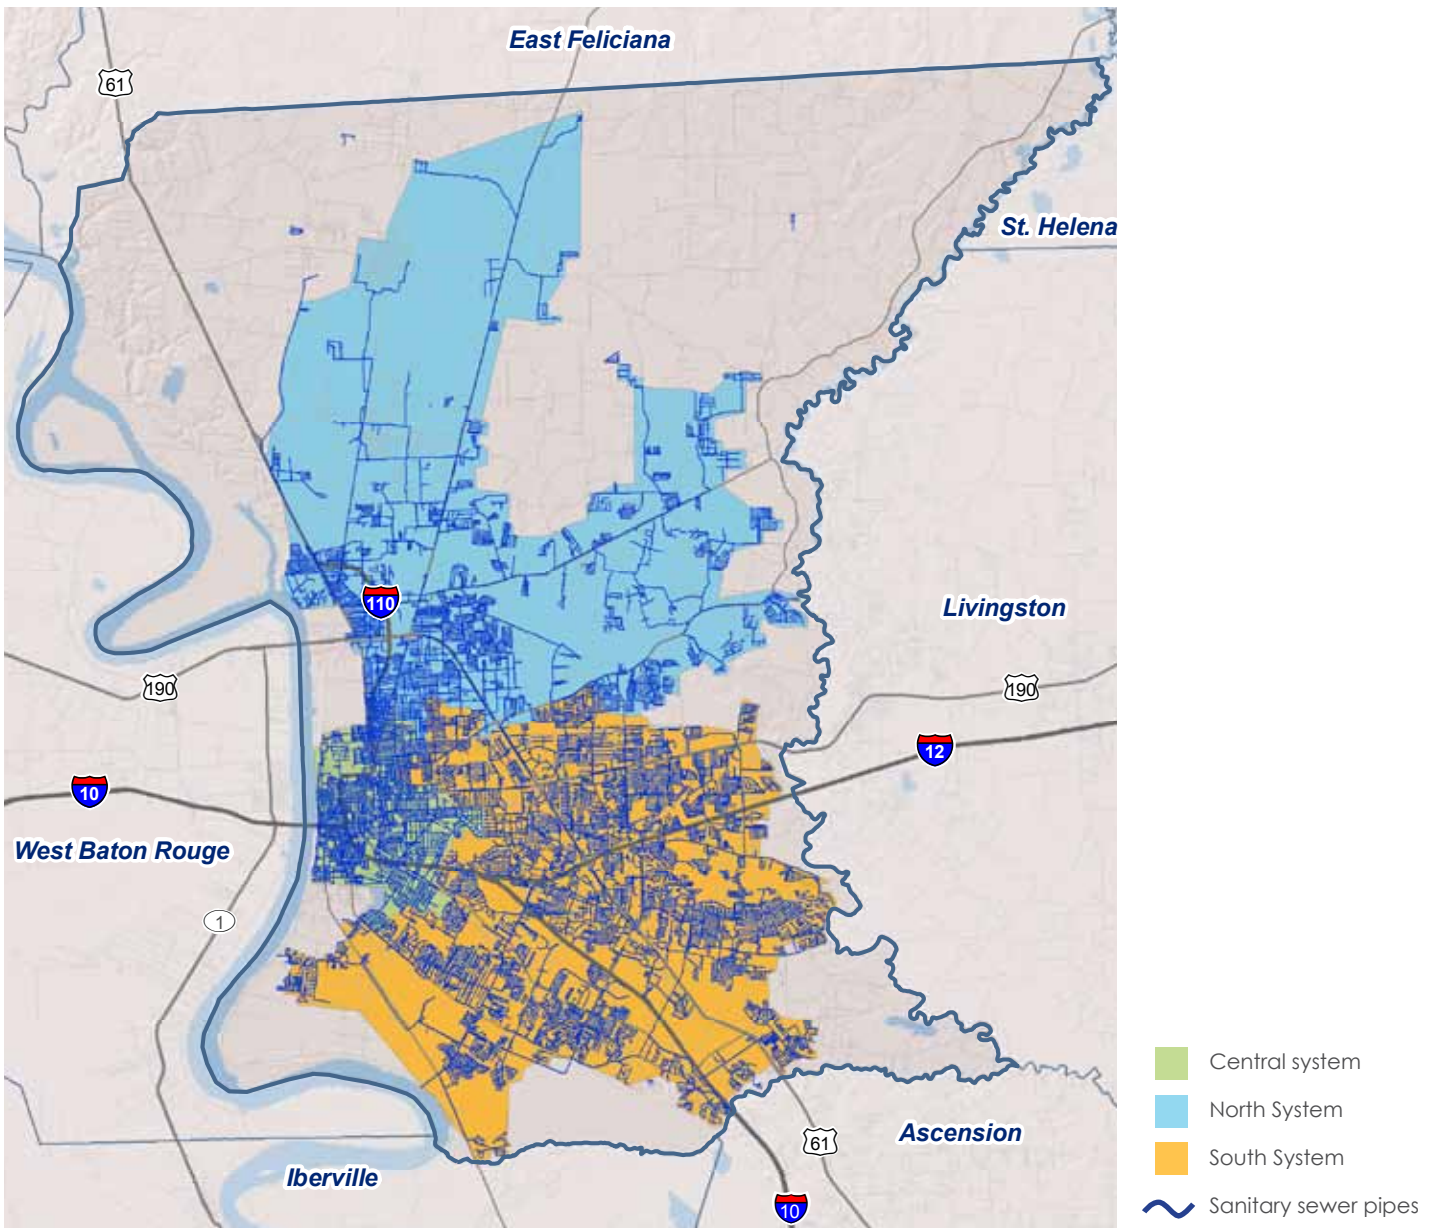 East Feliciana
61
St. Helena
110
Livingston
190
190
12
10
West Baton Rouge
1
Central system
North System
Ascension
61
South System
Iberville
10
Sanitary sewer pipes